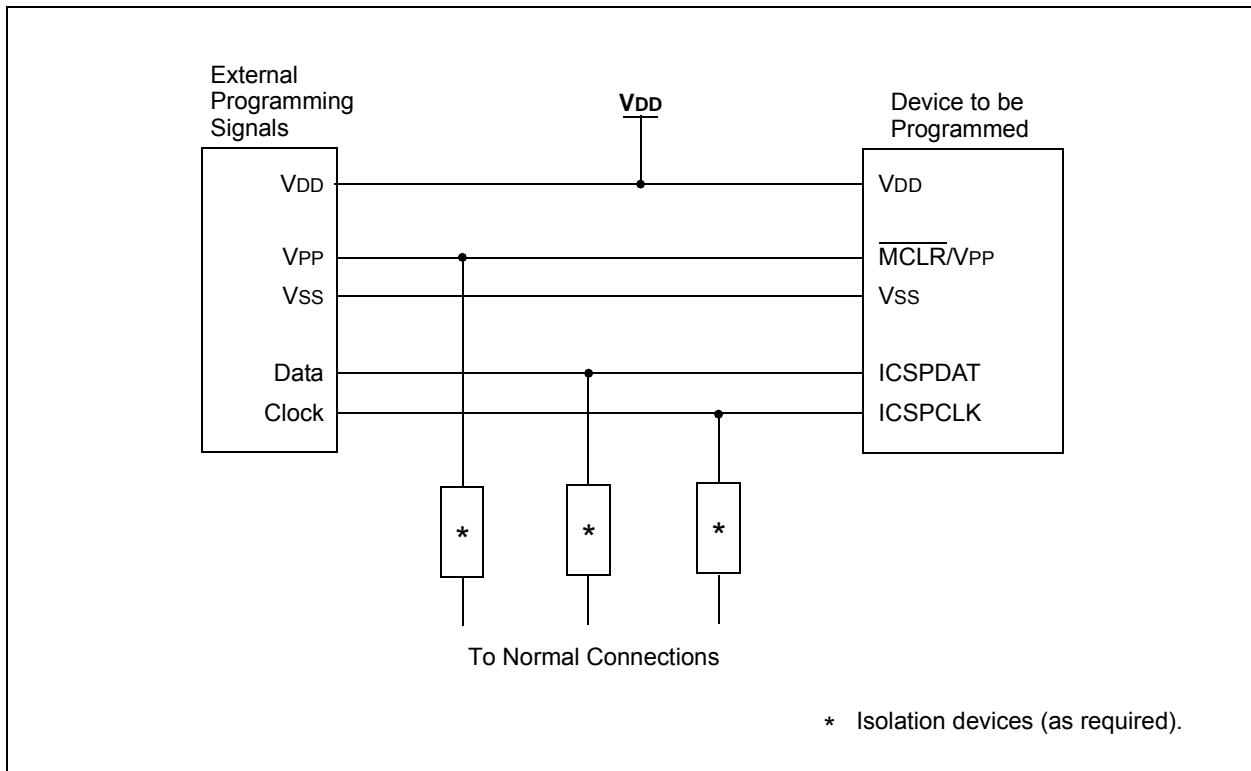 External
Programming
Signals
VDD
Device to be
Programmed
VDD
VDD
VPP
MCLR/VPP
VSS
VSS
Data
ICSPDAT
Clock
ICSPCLK
* * *
To Normal Connections
* Isolation devices (as required).